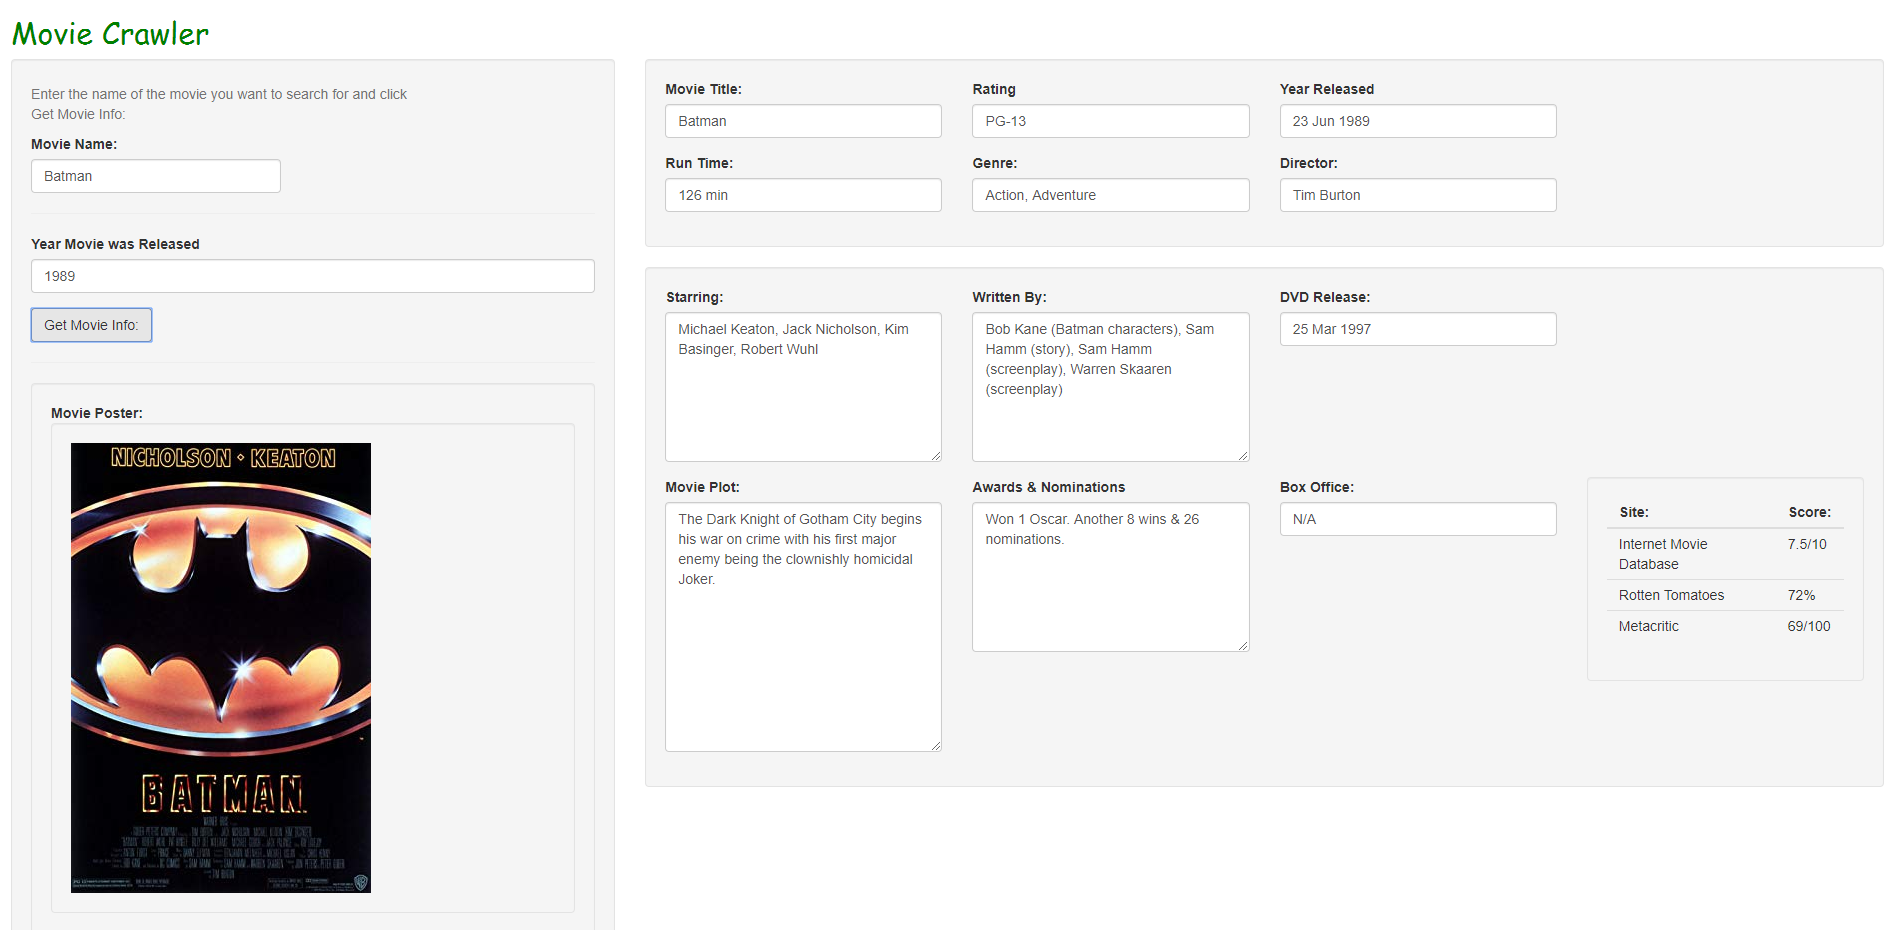 Movie Crawler
Enter the name of the movie you want to search for and click
Get Movie Info:
Movie Name:
Batman
Year Movie was Released
1989
Get Movie Info:
Movie Poster:
NICHOLSON ⋄ KEATON
BATMAN
Movie Title:
Rating
Year Released
Batman
PG-13
23 Jun 1989
Run Time:
Genre:
Director:
126 min
Action, Adventure
Tim Burton
Starring:
Written By:
DVD Release:
Michael Keaton, Jack Nicholson, Kim
Basinger, Robert Wuhl
Bob Kane (Batman characters), Sam
Hamm (story), Sam Hamm
(screenplay), Warren Skaaren
(screenplay)
25 Mar 1997
Movie Plot:
Awards & Nominations
Box Office:
The Dark Knight of Gotham City begins
his war on crime with his first major
enemy being the clownishly homicidal
Joker.
Won 1 Oscar. Another 8 wins & 26
nominations.
N/A
Site:
Score:
Internet Movie
Database
7.5/10
Rotten Tomatoes
72%
Metacritic
69/100